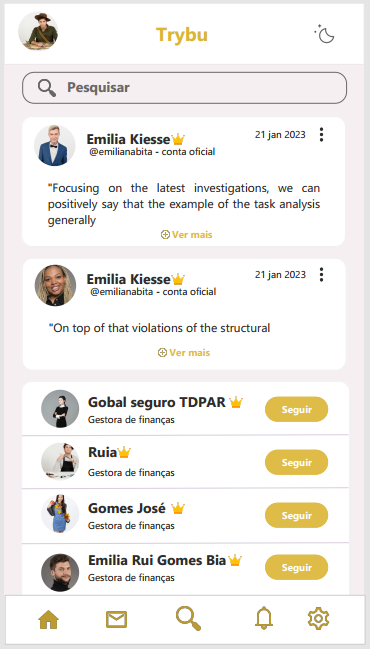 Trybu
Pesquisar
Emilia Kiesse
21 jan 2023
@emilianabita - conta oficial
"Focusing on the latest investigations, we can
positively say that the example of the task analysis
generally
Ver mais
Emilia Kiesse
21 jan 2023
@emilianabita - conta oficial
"On top of that violations of the structural
Ver mais
Gobal seguro TDPAR
Gestora de finanças
Seguir
Ruia
Gestora de finanças
Seguir
Gomes José
Gestora de finanças
Seguir
Emilia Rui Gomes Bia
Gestora de finanças
Seguir